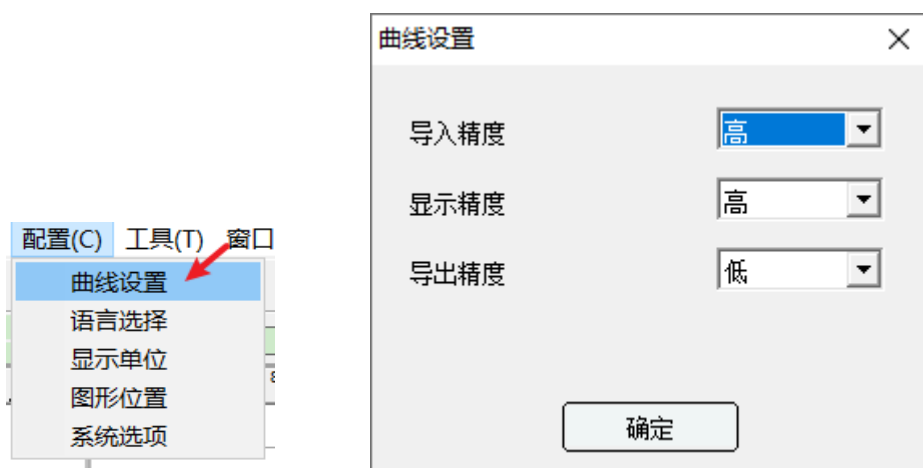 配置(C) 工具(T) 窗口
曲线设置
语言选择
显示单位
图形位置
系统选项
曲线设置
导入精度 高
显示精度 高
导出精度 低
确定